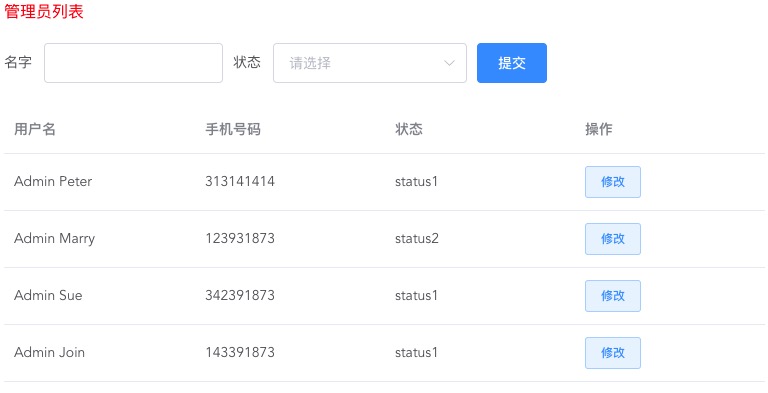 管理员列表
名字 状态 请选择 提交
用户名 手机号码 状态 操作
Admin Peter 313141414 status1 修改
Admin Marry 123931873 status2 修改
Admin Sue 342391873 status1 修改
Admin Join 143391873 status1 修改